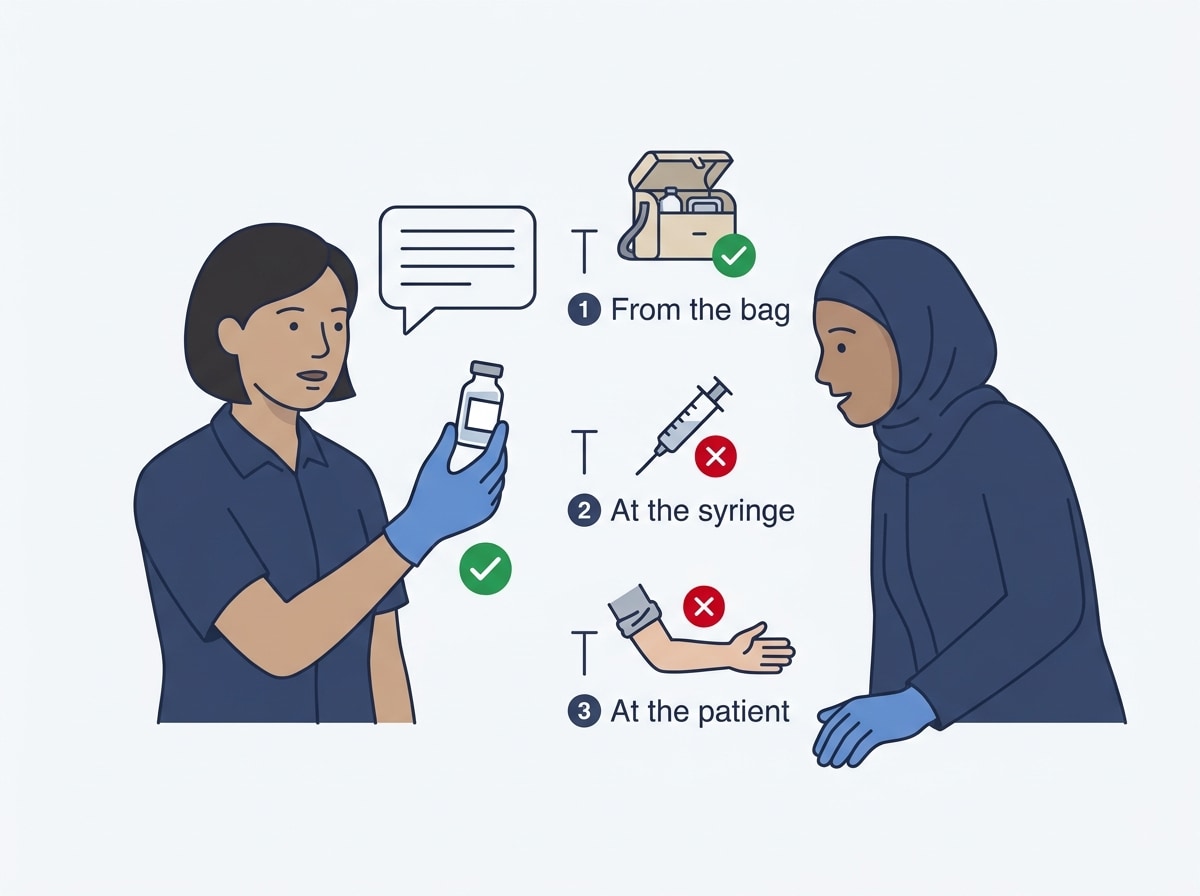 1 From the bag
2 At the syringe
3 At the patient